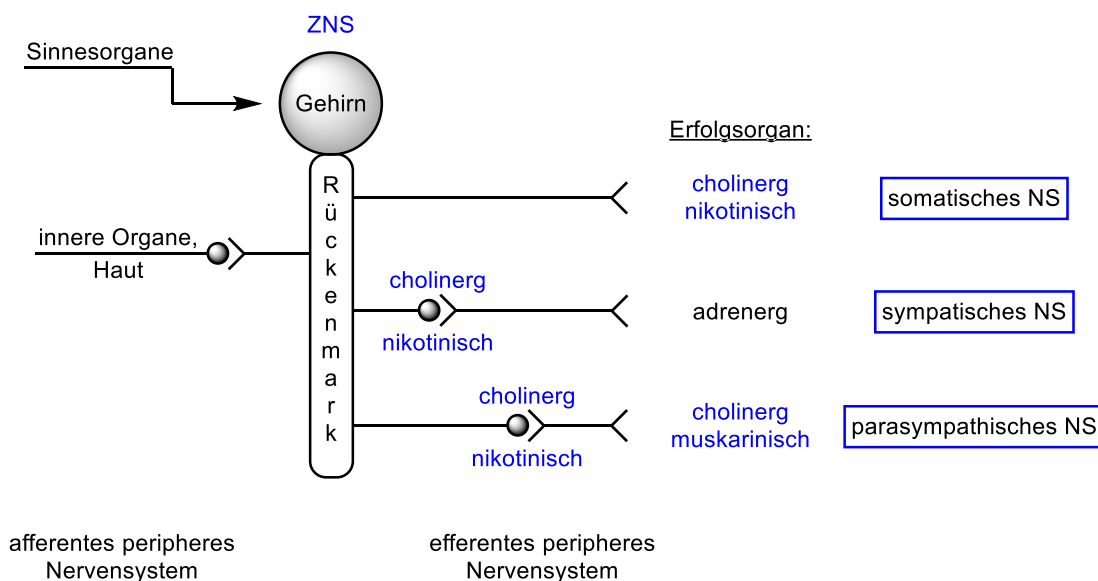 ZNS
Sinnesorgane
Gehirn
Erfolgsorgan:
Rückenmark
cholinerg
nikotinisch
somatisches NS
innere Organe,
Haut
cholinerg
nikotinisch
adrenerg
sympatisches NS
cholinerg
nikotinisch
cholinerg
muskarinisch
parasympathisches NS
afferentes peripheres
Nervensystem
efferentes peripheres
Nervensystem